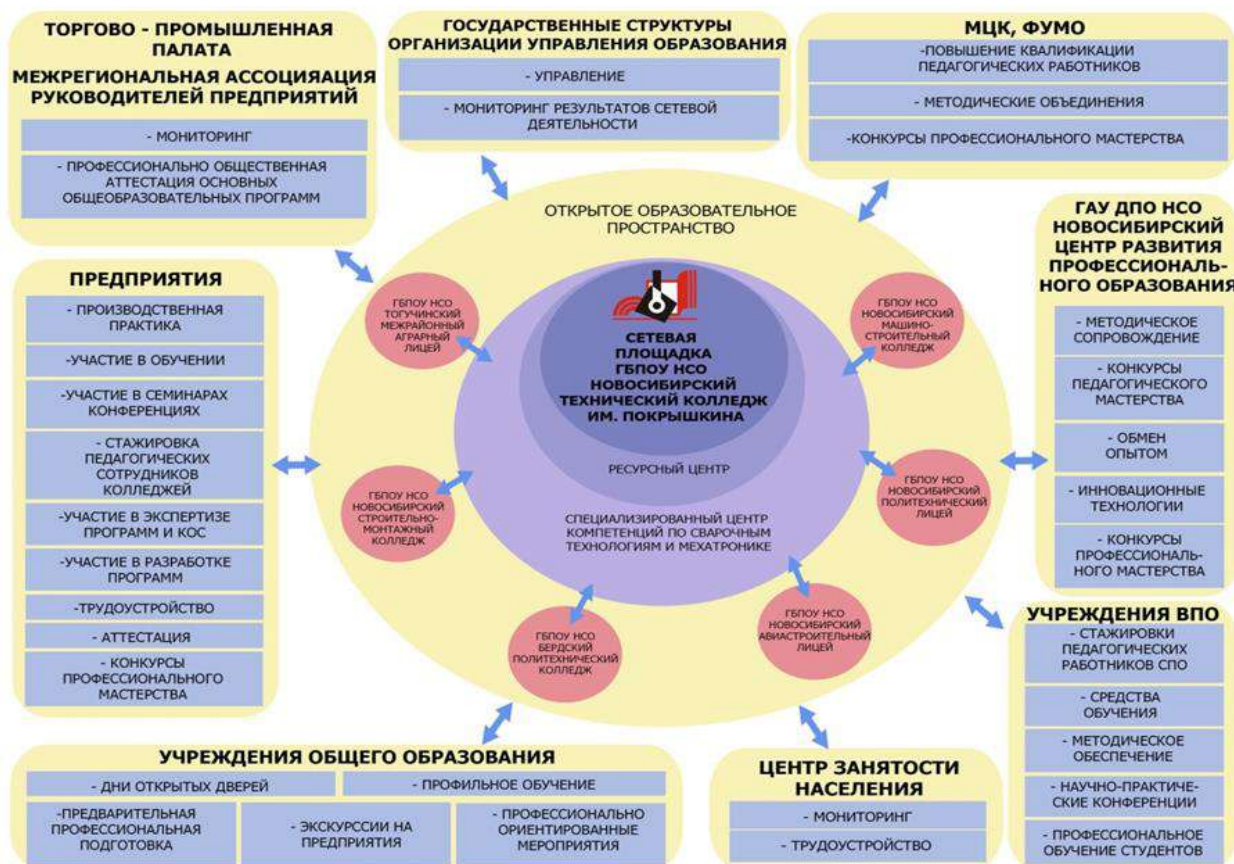 ТОРГОВО - ПРОМЫШЛЕННАЯ
ПАЛАТА
МЕЖРЕГИОНАЛЬНАЯ АССОЦИЯАЦИЯ
РУКОВОДИТЕЛЕЙ ПРЕДПРИЯТИЙ
- МОНИТОРИНГ
- ПРОФЕССИОНАЛЬНО ОБЩЕСТВЕННАЯ
АТТЕСТАЦИЯ ОСНОВНЫХ
ОБЩЕОБРАЗОВАТЕЛЬНЫХ ПРОГРАММ
ГОСУДАРСТВЕННЫЕ СТРУКТУРЫ
ОРГАНИЗАЦИИ УПРАВЛЕНИЯ ОБРАЗОВАНИЯ
- УПРАВЛЕНИЕ
- МОНИТОРИНГ РЕЗУЛЬТАТОВ СЕТЕВОЙ
ДЕЯТЕЛЬНОСТИ
МЦК, ФУМО
-ПОВЫШЕНИЕ КВАЛИФИКАЦИИ
ПЕДАГОГИЧЕСКИХ РАБОТНИКОВ
- МЕТОДИЧЕСКИЕ ОБЪЕДИНЕНИЯ
-КОНКУРСЫ ПРОФЕССИОНАЛЬНОГО МАСТЕРСТВА
ПРЕДПРИЯТИЯ
- ПРОИЗВОДСТВЕННАЯ
ПРАКТИКА
-УЧАСТИЕ В ОБУЧЕНИИ
-УЧАСТИЕ В СЕМИНАРАХ
КОНФЕРЕНЦИЯХ
- СТАЖИРОВКА
ПЕДАГОГИЧЕСКИХ
СОТРУДНИКОВ
КОЛЛЕДЖЕЙ
-УЧАСТИЕ В ЭКСПЕРТИЗЕ
ПРОГРАММ И КОС
-УЧАСТИЕ В РАЗРАБОТКЕ
ПРОГРАММ
-ТРУДОУСТРОЙСТВО
- АТТЕСТАЦИЯ
- КОНКУРСЫ
ПРОФЕССИОНАЛЬНОГО
МАСТЕРСТВА
ОТКРЫТОЕ ОБРАЗОВАТЕЛЬНОЕ
ПРОСТРАНСТВО
СЕТЕВАЯ
ПЛОЩАДКА
ГБПОУ НСО
НОВОСИБИРСКИЙ
ТЕХНИЧЕСКИЙ КОЛЛЕДЖ
ИМ. ПОКРЫШКИНА
РЕСУРСНЫЙ ЦЕНТР
СПЕЦИАЛИЗИРОВАННЫЙ ЦЕНТР
КОМПЕТЕНЦИЙ ПО СВАРОЧНЫМ
ТЕХНОЛОГИЯМ И МЕХАТРОНИКЕ
ГБПОУ НСО
ТОГУЧИНСКИЙ
МЕЖРАЙОННЫЙ
АГРАРНЫЙ
ЛИЦЕЙ
ГБПОУ НСО
НОВОСИБИРСКИЙ
МАШИНО-
СТРОИТЕЛЬНЫЙ
КОЛЛЕДЖ
ГБПОУ НСО
НОВОСИБИРСКИЙ
СТРОИТЕЛЬНО-
МОНТАЖНЫЙ
КОЛЛЕДЖ
ГБПОУ НСО
НОВОСИБИРСКИЙ
ПОЛИТЕХНИЧЕСКИЙ
ЛИЦЕЙ
ГБПОУ НСО
БЕРДСКИЙ
ПОЛИТЕХНИЧЕСКИЙ
КОЛЛЕДЖ
ГБПОУ НСО
НОВОСИБИРСКИЙ
АВИАСТРОИТЕЛЬНЫЙ
ЛИЦЕЙ
ГАУ ДПО НСО
НОВОСИБИРСКИЙ
ЦЕНТР РАЗВИТИЯ
ПРОФЕССИОНАЛЬ-
НОГО ОБРАЗОВАНИЯ
- МЕТОДИЧЕСКОЕ
СОПРОВОЖДЕНИЕ
- КОНКУРСЫ
ПЕДАГОГИЧЕСКОГО
МАСТЕРСТВА
- ОБМЕН
ОПЫТОМ
- ИННОВАЦИОННЫЕ
ТЕХНОЛОГИИ
- КОНКУРСЫ
ПРОФЕССИОНАЛЬ-
НОГО МАСТЕРСТВА
УЧРЕЖДЕНИЯ ВПО
- СТАЖИРОВКИ
ПЕДАГОГИЧЕСКИХ
РАБОТНИКОВ СПО
- СРЕДСТВА
ОБУЧЕНИЯ
- МЕТОДИЧЕСКОЕ
ОБЕСПЕЧЕНИЕ
- НАУЧНО-ПРАКТИЧЕ-
СКИЕ КОНФЕРЕНЦИИ
- ПРОФЕССИОНАЛЬНОЕ
ОБУЧЕНИЕ СТУДЕНТОВ
УЧРЕЖДЕНИЯ ОБЩЕГО ОБРАЗОВАНИЯ
- ДНИ ОТКРЫТЫХ ДВЕРЕЙ
- ПРОФИЛЬНОЕ ОБУЧЕНИЕ
-ПРЕДВАРИТЕЛЬНАЯ
ПРОФЕССИОНАЛЬНАЯ
ПОДГОТОВКА
- ЭКСКУРССИИ НА
ПРЕДПРИЯТИЯ
- ПРОФЕССИОНАЛЬНО
ОРИЕНТИРОВАННЫЕ
МЕРОПРИЯТИЯ
ЦЕНТР ЗАНЯТОСТИ
НАСЕЛЕНИЯ
- МОНИТОРИНГ
- ТРУДОУСТРОЙСТВО